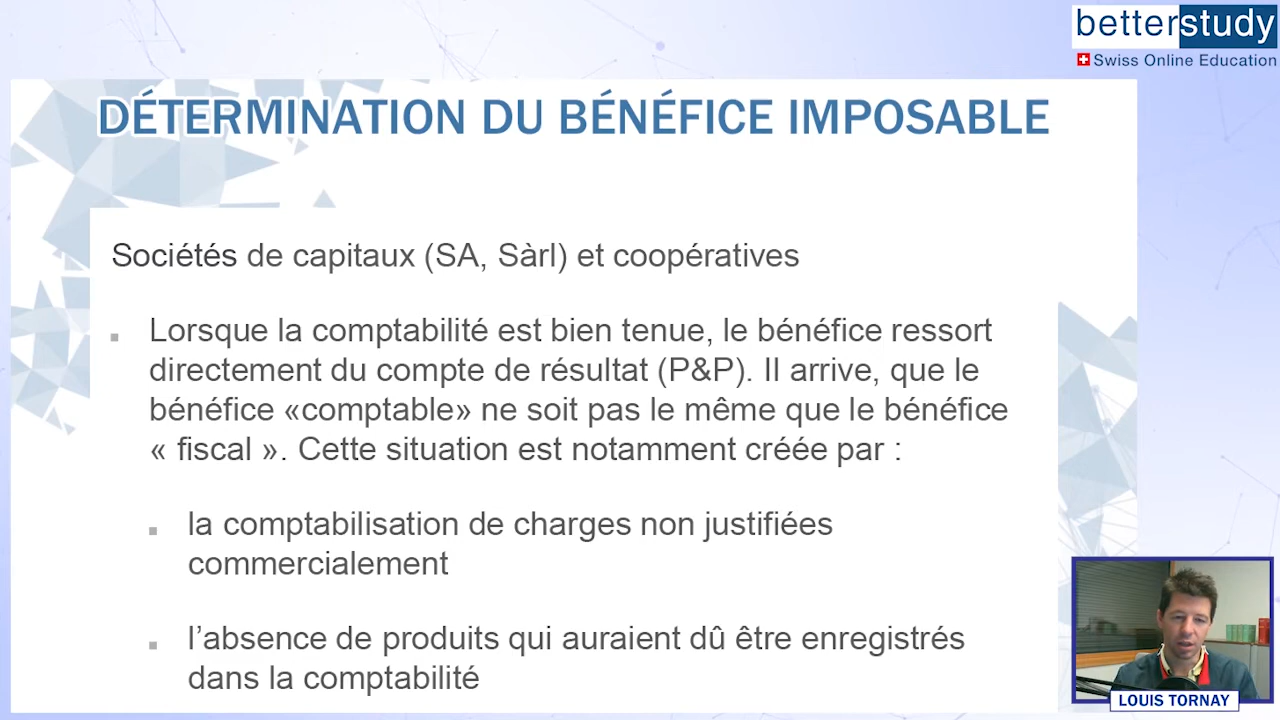 betterstudy
Swiss Online Education
DÉTERMINATION DU BÉNÉFICE IMPOSABLE
Sociétés de capitaux (SA, Sàrl) et coopératives
Lorsque la comptabilité est bien tenue, le bénéfice ressort
directement du compte de résultat (P&P). Il arrive, que le
bénéfice «comptable» ne soit pas le même que le bénéfice
« fiscal ». Cette situation est notamment créée par :
la comptabilisation de charges non justifiées
commercialement
l’absence de produits qui auraient dû être enregistrés
dans la comptabilité
LOUIS TORNAY